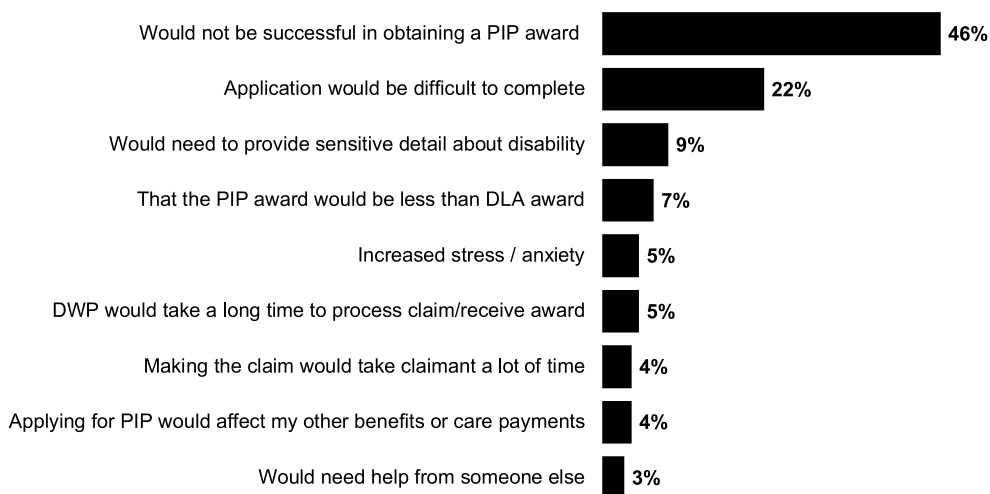 Would not be successful in obtaining a PIP award 46%
Application would be difficult to complete 22%
Would need to provide sensitive detail about disability 9%
That the PIP award would be less than DLA award 7%
Increased stress / anxiety 5%
DWP would take a long time to process claim/receive award 5%
Making the claim would take claimant a lot of time 4%
Applying for PIP would affect my other benefits or care payments 4%
Would need help from someone else 3%